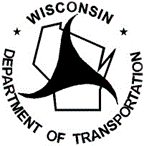 WISCONSIN
DEPARTMENT OF TRANSPORTATION